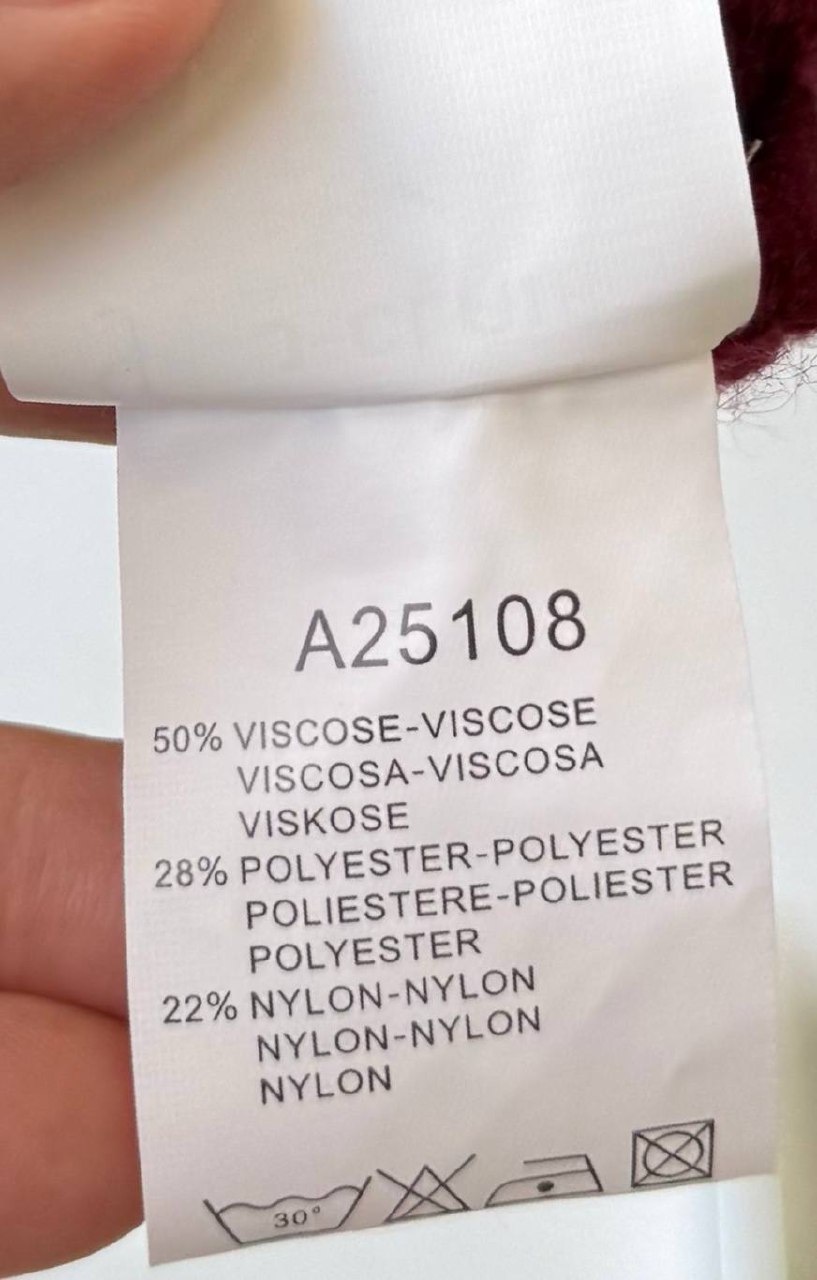 A25108
50% VISCOSE-VISCOSE
VISCOSA-VISCOSA
VISKOSE
28% POLYESTER-POLYESTER
POLIESTERE-POLIESTER
POLYESTER
22% NYLON-NYLON
NYLON-NYLON
NYLON
30°